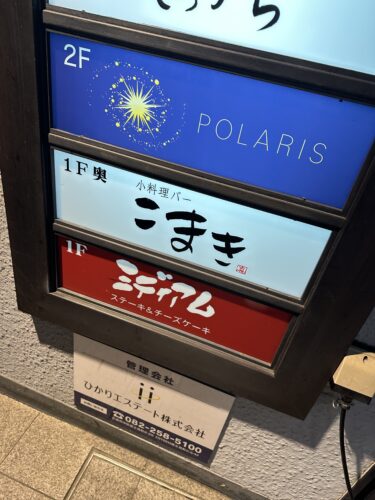 2F
POLARIS
1F奥
小料理バー
こまき
1F
ミディアム
ステーキ&チーズケーキ
管理会社
ひかりエステート株式会社
☎082-258-5100